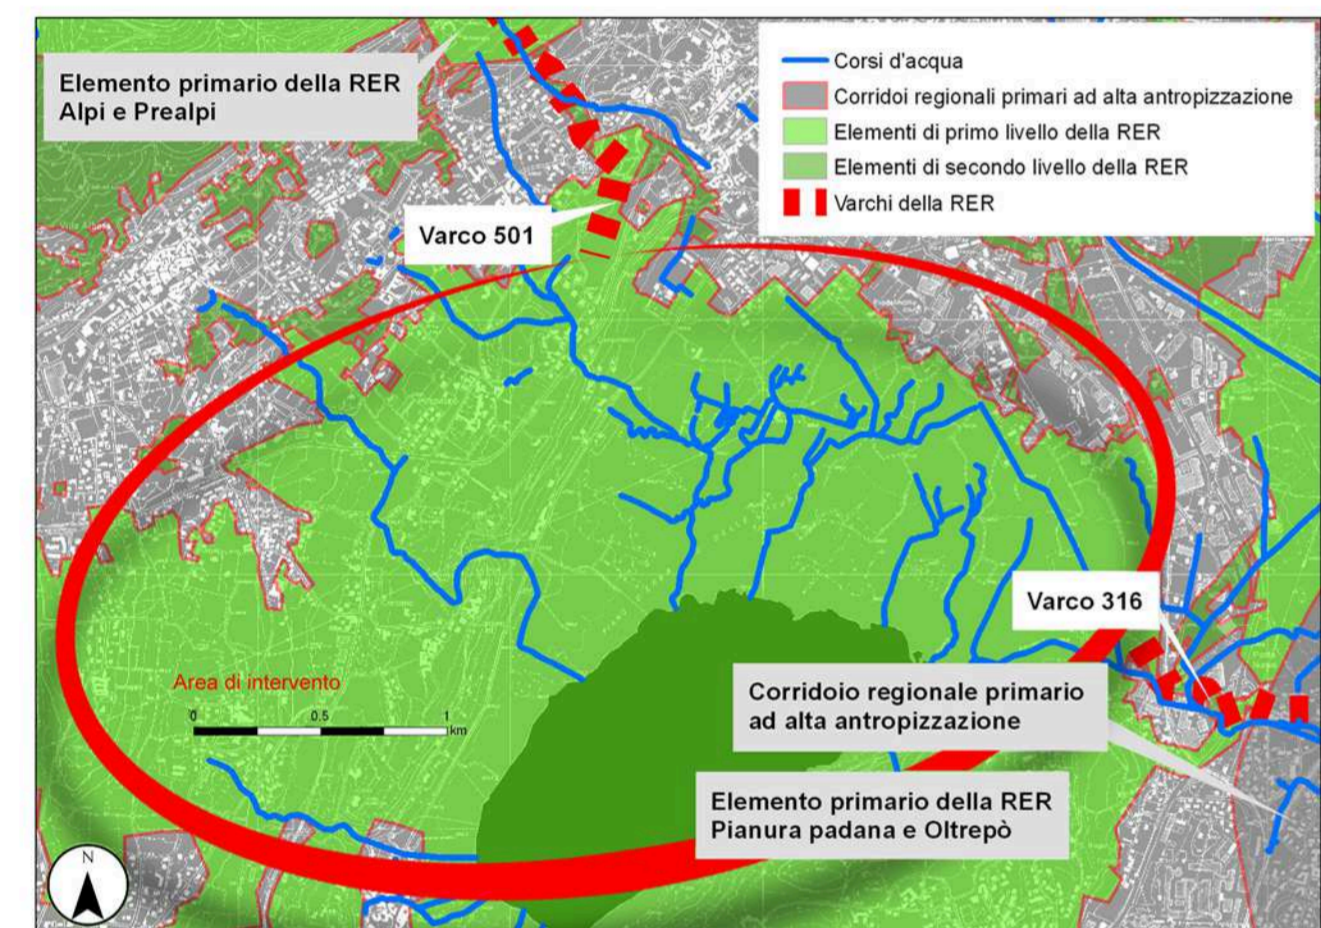 Elemento primario della RER
Alpi e Prealpi
Corsi d'acqua
Corridoi regionali primari ad alta antropizzazione
Elementi di primo livello della RER
Elementi di secondo livello della RER
Varchi della RER
Varco 501
Varco 316
Corridoio regionale primario
ad alta antropizzazione
Area di intervento
0 0.5 1
km
Elemento primario della RER
Pianura padana e Oltrepò
N